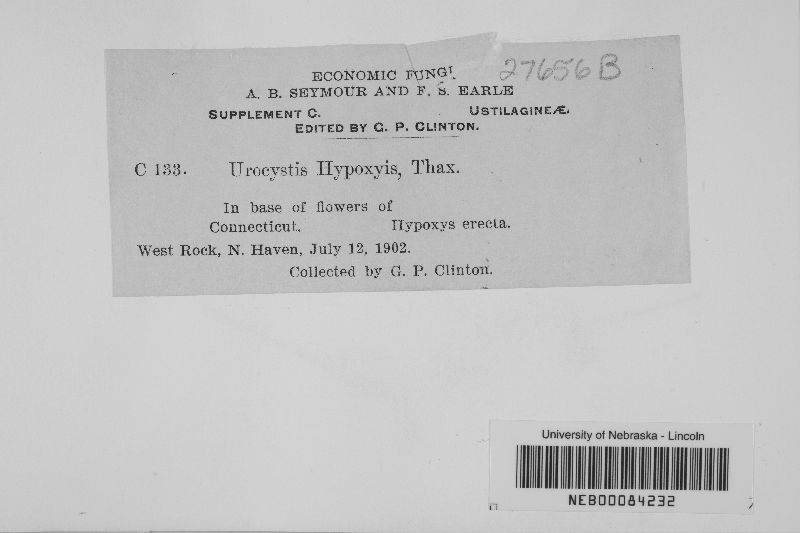 ECONOMIC FUNGI.
27656B
A. B. SEYMOUR AND F. S. EARLE
SUPPLEMENT C. USTILAGINEÆ.
EDITED BY G. P. CLINTON.
C 133. Urocystis Hypoxyis, Thax.
In base of flowers of
Connecticut. Hypoxys erecta.
West Rock, N. Haven, July 12, 1902.
Collected by G. P. Clinton.
University of Nebraska - Lincoln
NEB00084232